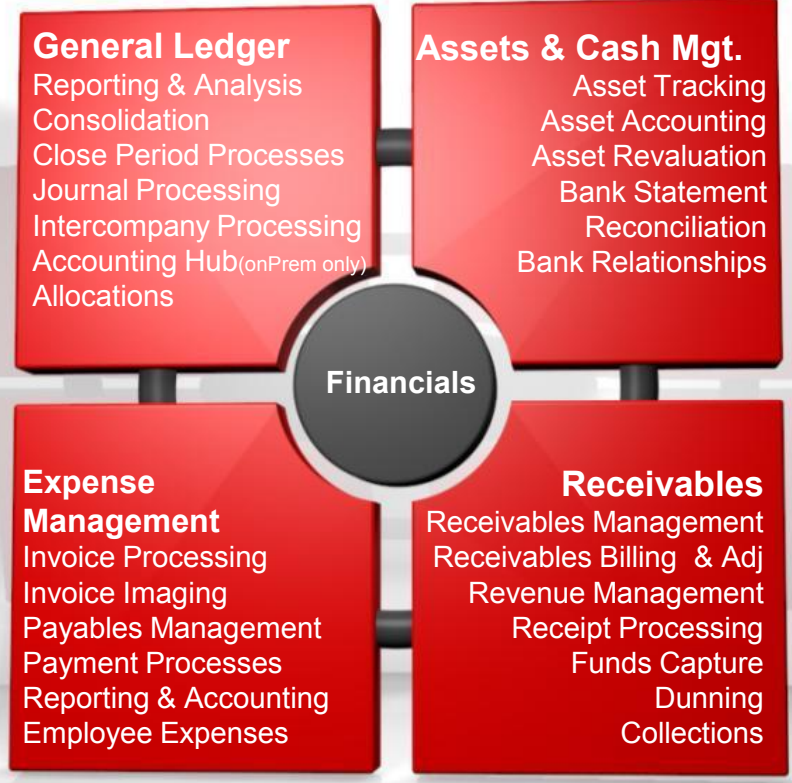 General Ledger
Reporting & Analysis
Consolidation
Close Period Processes
Journal Processing
Intercompany Processing
Accounting Hub(onPrem only)
Allocations
Assets & Cash Mgt.
Asset Tracking
Asset Accounting
Asset Revaluation
Bank Statement
Reconciliation
Bank Relationships
Financials
Expense
Management
Invoice Processing
Invoice Imaging
Payables Management
Payment Processes
Reporting & Accounting
Employee Expenses
Receivables
Receivables Management
Receivables Billing & Adj
Revenue Management
Receipt Processing
Funds Capture
Dunning
Collections